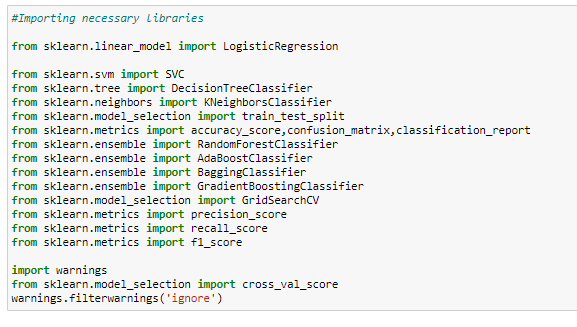 #Importing necessary libraries
from sklearn.linear_model import LogisticRegression
from sklearn.svm import SVC
from sklearn.tree import DecisionTreeClassifier
from sklearn.neighbors import KNeighborsClassifier
from sklearn.model_selection import train_test_split
from sklearn.metrics import accuracy_score,confusion_matrix,classification_report
from sklearn.ensemble import RandomForestClassifier
from sklearn.ensemble import AdaBoostClassifier
from sklearn.ensemble import BaggingClassifier
from sklearn.ensemble import GradientBoostingClassifier
from sklearn.model_selection import GridSearchCV
from sklearn.metrics import precision_score
from sklearn.metrics import recall_score
from sklearn.metrics import f1_score
import warnings
from sklearn.model_selection import cross_val_score
warnings.filterwarnings('ignore')